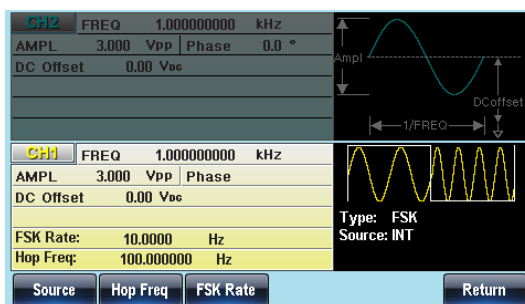 CH2 FREQ 1.000000000 kHz
AMPL 3.000 VPP Phase 0.0 °
DC Offset 0.00 VDC
Ampl
DCoffset
1/FREQ
CH1 FREQ 1.000000000 kHz
AMPL 3.000 VPP Phase
DC Offset 0.00 VDC
FSK Rate: 10.0000 Hz
Hop Freq: 100.000000 Hz
Type: FSK
Source: INT
Source Hop Freq FSK Rate Return